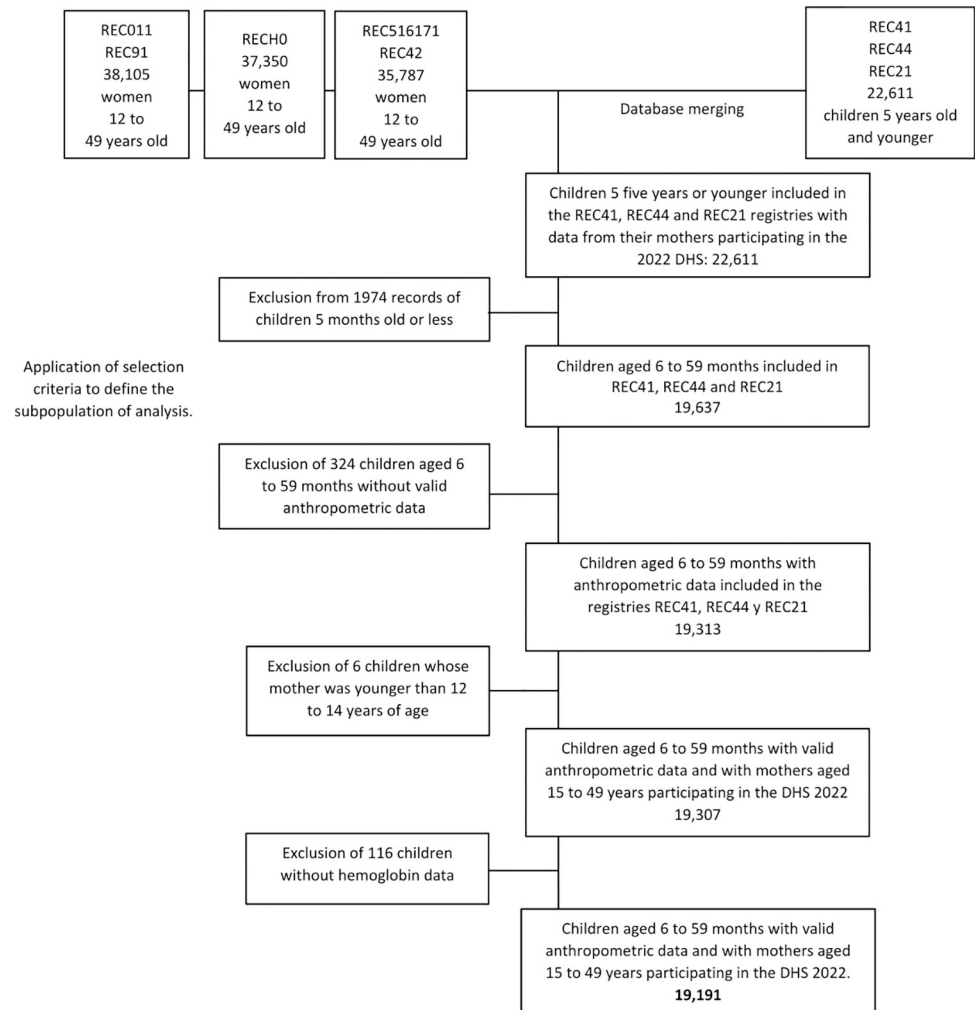 REC011
REC91
38,105
women
12 to
49 years old
RECH0
37,350
women
12 to
49 years old
REC516171
REC42
35,787
women
12 to
49 years old
Database merging
REC41
REC44
REC21
22,611
children 5 years old
and younger
Children 5 five years or younger included in
the REC41, REC44 and REC21 registries with
data from their mothers participating in the
2022 DHS: 22,611
Exclusion from 1974 records of
children 5 months old or less
Application of selection
criteria to define the
subpopulation of analysis.
Children aged 6 to 59 months included in
REC41, REC44 and REC21
19,637
Exclusion of 324 children aged 6
to 59 months without valid
anthropometric data
Children aged 6 to 59 months with
anthropometric data included in the
registries REC41, REC44 y REC21
19,313
Exclusion of 6 children whose
mother was younger than 12
to 14 years of age
Children aged 6 to 59 months with valid
anthropometric data and with mothers aged
15 to 49 years participating in the DHS 2022
19,307
Exclusion of 116 children
without hemoglobin data
Children aged 6 to 59 months with valid
anthropometric data and with mothers aged
15 to 49 years participating in the DHS 2022.
19,191